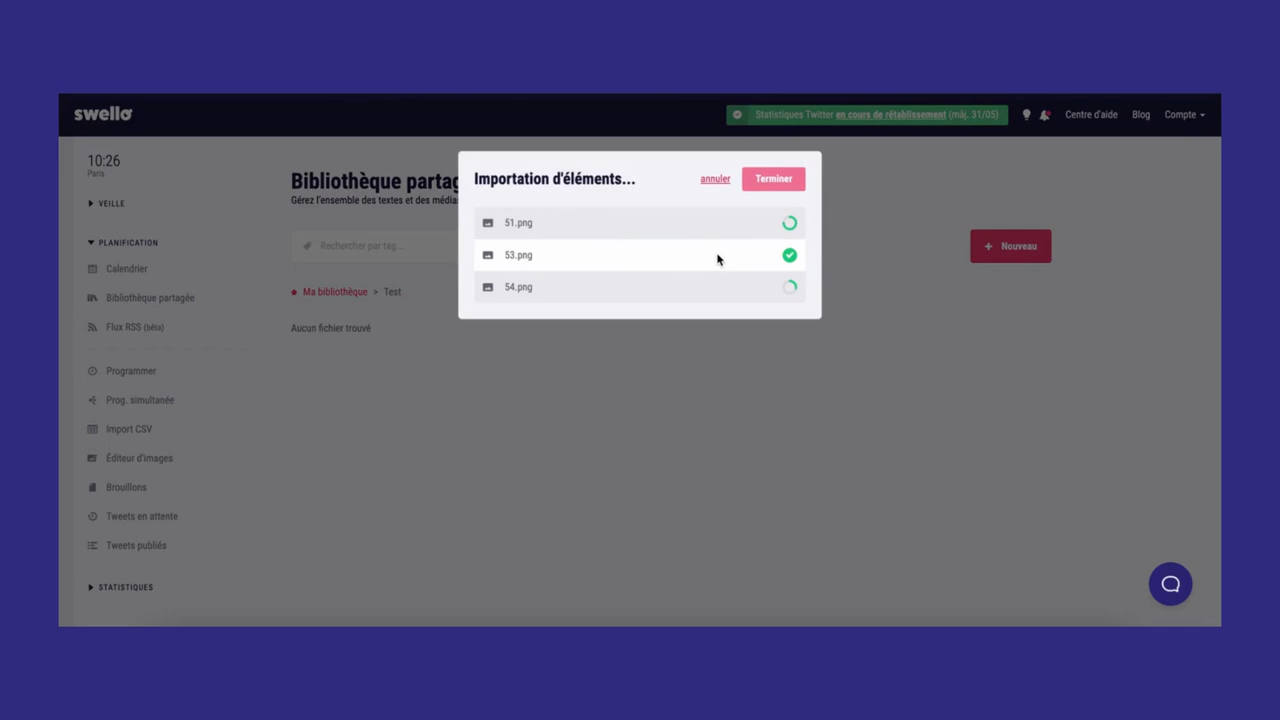 swello
Statistiques Twitter en cours de rétablissement (màj. 31/05)
Centre d'aide
Blog
Compte
10:26
Paris
VEILLE
PLANIFICATION
Calendrier
Bibliothèque partagée
Flux RSS (bêta)
Programmer
Prog. simultanée
Import CSV
Éditeur d'images
Brouillons
Tweets en attente
Tweets publiés
STATISTIQUES
Bibliothèque partag
Gérez l'ensemble des textes et des média
Rechercher par tag...
+ Nouveau
Ma bibliothèque > Test
Aucun fichier trouvé
Importation d'éléments...
annuler
Terminer
51.png
53.png
54.png